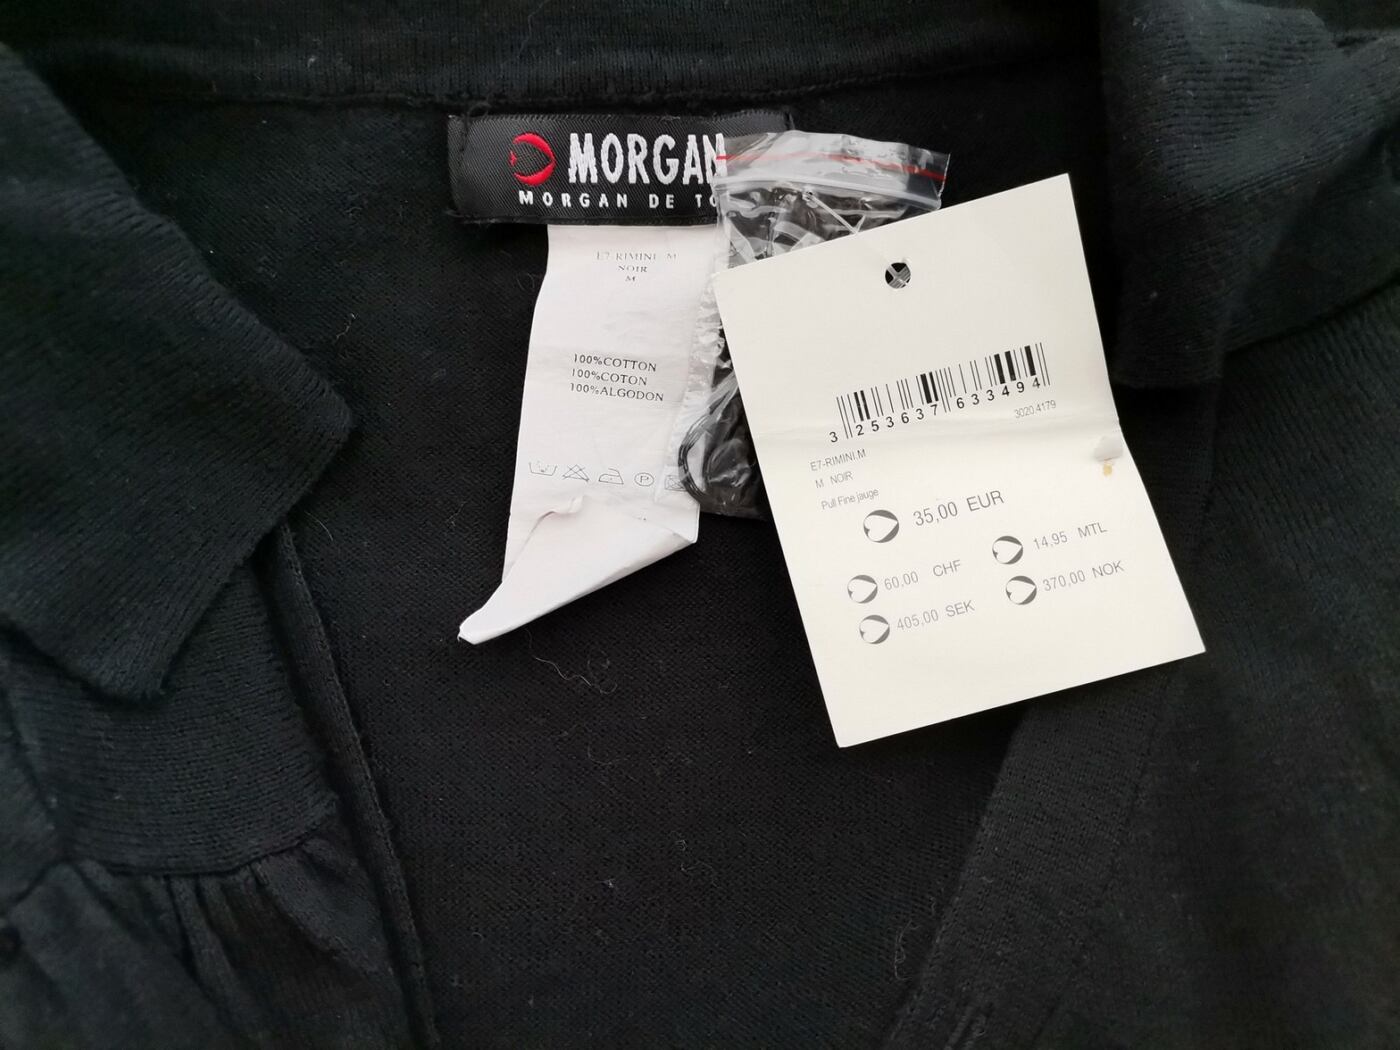 MORGAN
MORGAN DE TO
E7-RIMINI.M
NOIR
M
100%COTTON
100%COTON
100%ALGODON
P
3 253637 633494
3020.4179
E7-RIMINI.M
M NOIR
Pull Fine jauge
35,00 EUR
14,95 MTL
60.00 CHF
370,00 NOK
405,00 SEK